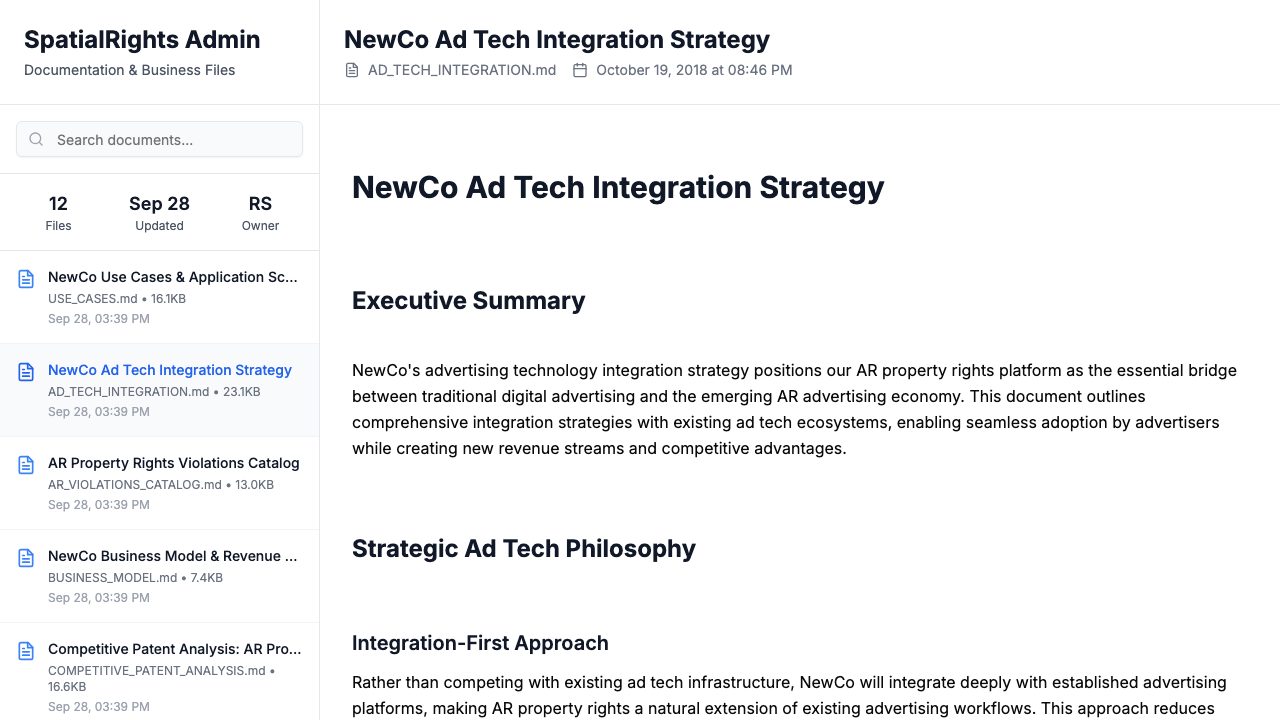 SpatialRights Admin
Documentation & Business Files
Search documents...
12
Files
Sep 28
Updated
RS
Owner
NewCo Use Cases & Application Sc...
USE_CASES.md • 16.1KB
Sep 28, 03:39 PM
NewCo Ad Tech Integration Strategy
AD_TECH_INTEGRATION.md • 23.1KB
Sep 28, 03:39 PM
AR Property Rights Violations Catalog
AR_VIOLATIONS_CATALOG.md • 13.0KB
Sep 28, 03:39 PM
NewCo Business Model & Revenue ...
BUSINESS_MODEL.md • 7.4KB
Sep 28, 03:39 PM
Competitive Patent Analysis: AR Pro...
COMPETITIVE_PATENT_ANALYSIS.md •
16.6KB
Sep 28, 03:39 PM
NewCo Ad Tech Integration Strategy
AD_TECH_INTEGRATION.md October 19, 2018 at 08:46 PM
NewCo Ad Tech Integration Strategy
Executive Summary
NewCo's advertising technology integration strategy positions our AR property rights platform as the essential bridge
between traditional digital advertising and the emerging AR advertising economy. This document outlines
comprehensive integration strategies with existing ad tech ecosystems, enabling seamless adoption by advertisers
while creating new revenue streams and competitive advantages.
Strategic Ad Tech Philosophy
Integration-First Approach
Rather than competing with existing ad tech infrastructure, NewCo will integrate deeply with established advertising
platforms, making AR property rights a natural extension of existing advertising workflows. This approach reduces